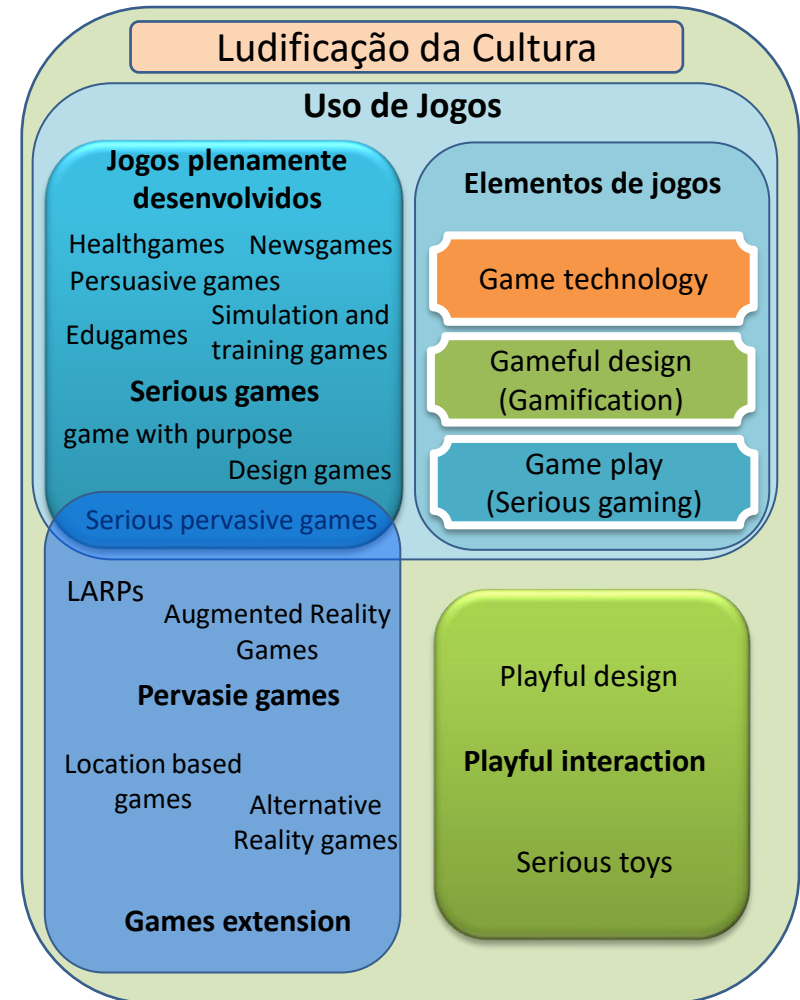 Ludificação da Cultura
Uso de Jogos
Jogos plenamente
desenvolvidos
Healthgames Newsgames
Persuasive games
Edugames
Simulation and
training games
Serious games
game with purpose
Design games
Serious pervasive games
Elementos de jogos
Game technology
Gameful design
(Gamification)
Game play
(Serious gaming)
LARPs
Augmented Reality
Games
Pervasie games
Location based
games
Alternative
Reality games
Games extension
Playful design
Playful interaction
Serious toys